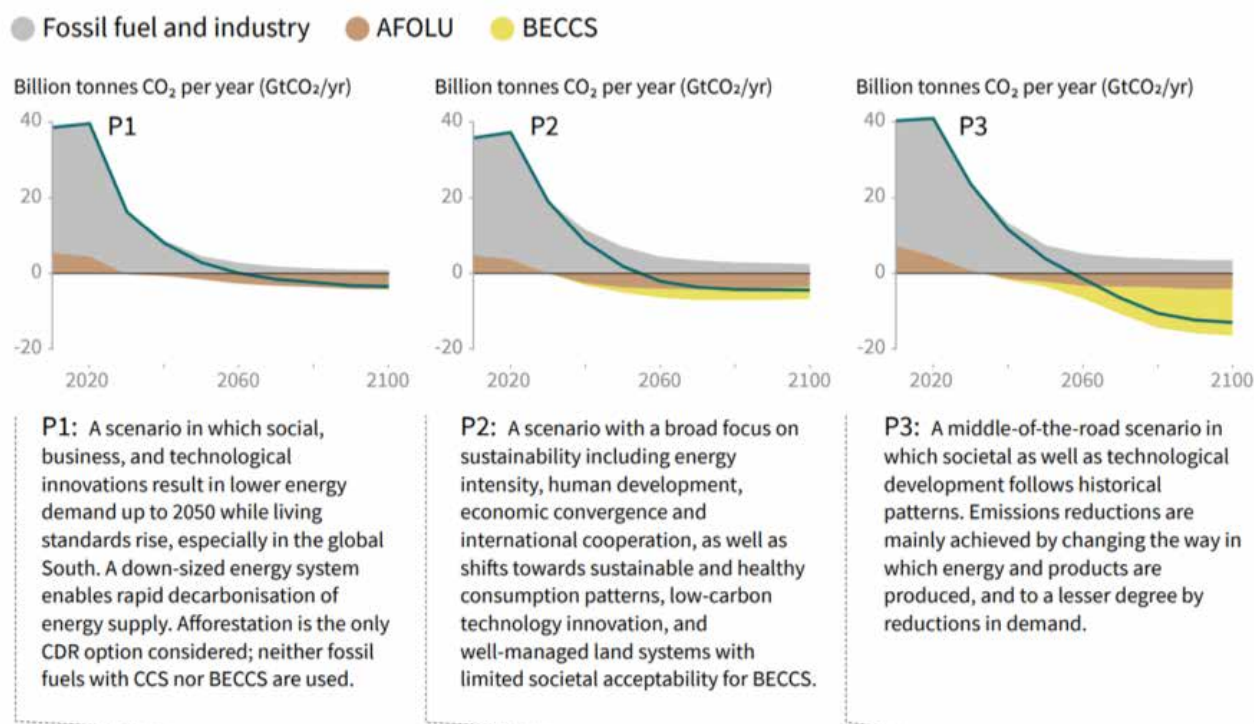 Fossil fuel and industry AFOLU BECCS
Billion tonnes CO₂ per year (GtCO₂/yr)
40
20
0
-20
P1
2020 2060 2100
Billion tonnes CO₂ per year (GtCO₂/yr)
40
20
0
-20
P2
2020 2060 2100
Billion tonnes CO₂ per year (GtCO₂/yr)
40
20
0
-20
P3
2020 2060 2100
P1: A scenario in which social,
business, and technological
innovations result in lower energy
demand up to 2050 while living
standards rise, especially in the global
South. A down-sized energy system
enables rapid decarbonisation of
energy supply. Afforestation is the only
CDR option considered; neither fossil
fuels with CCS nor BECCS are used.
P2: A scenario with a broad focus on
sustainability including energy
intensity, human development,
economic convergence and
international cooperation, as well as
shifts towards sustainable and healthy
consumption patterns, low-carbon
technology innovation, and
well-managed land systems with
limited societal acceptability for BECCS.
P3: A middle-of-the-road scenario in
which societal as well as technological
development follows historical
patterns. Emissions reductions are
mainly achieved by changing the way in
which energy and products are
produced, and to a lesser degree by
reductions in demand.